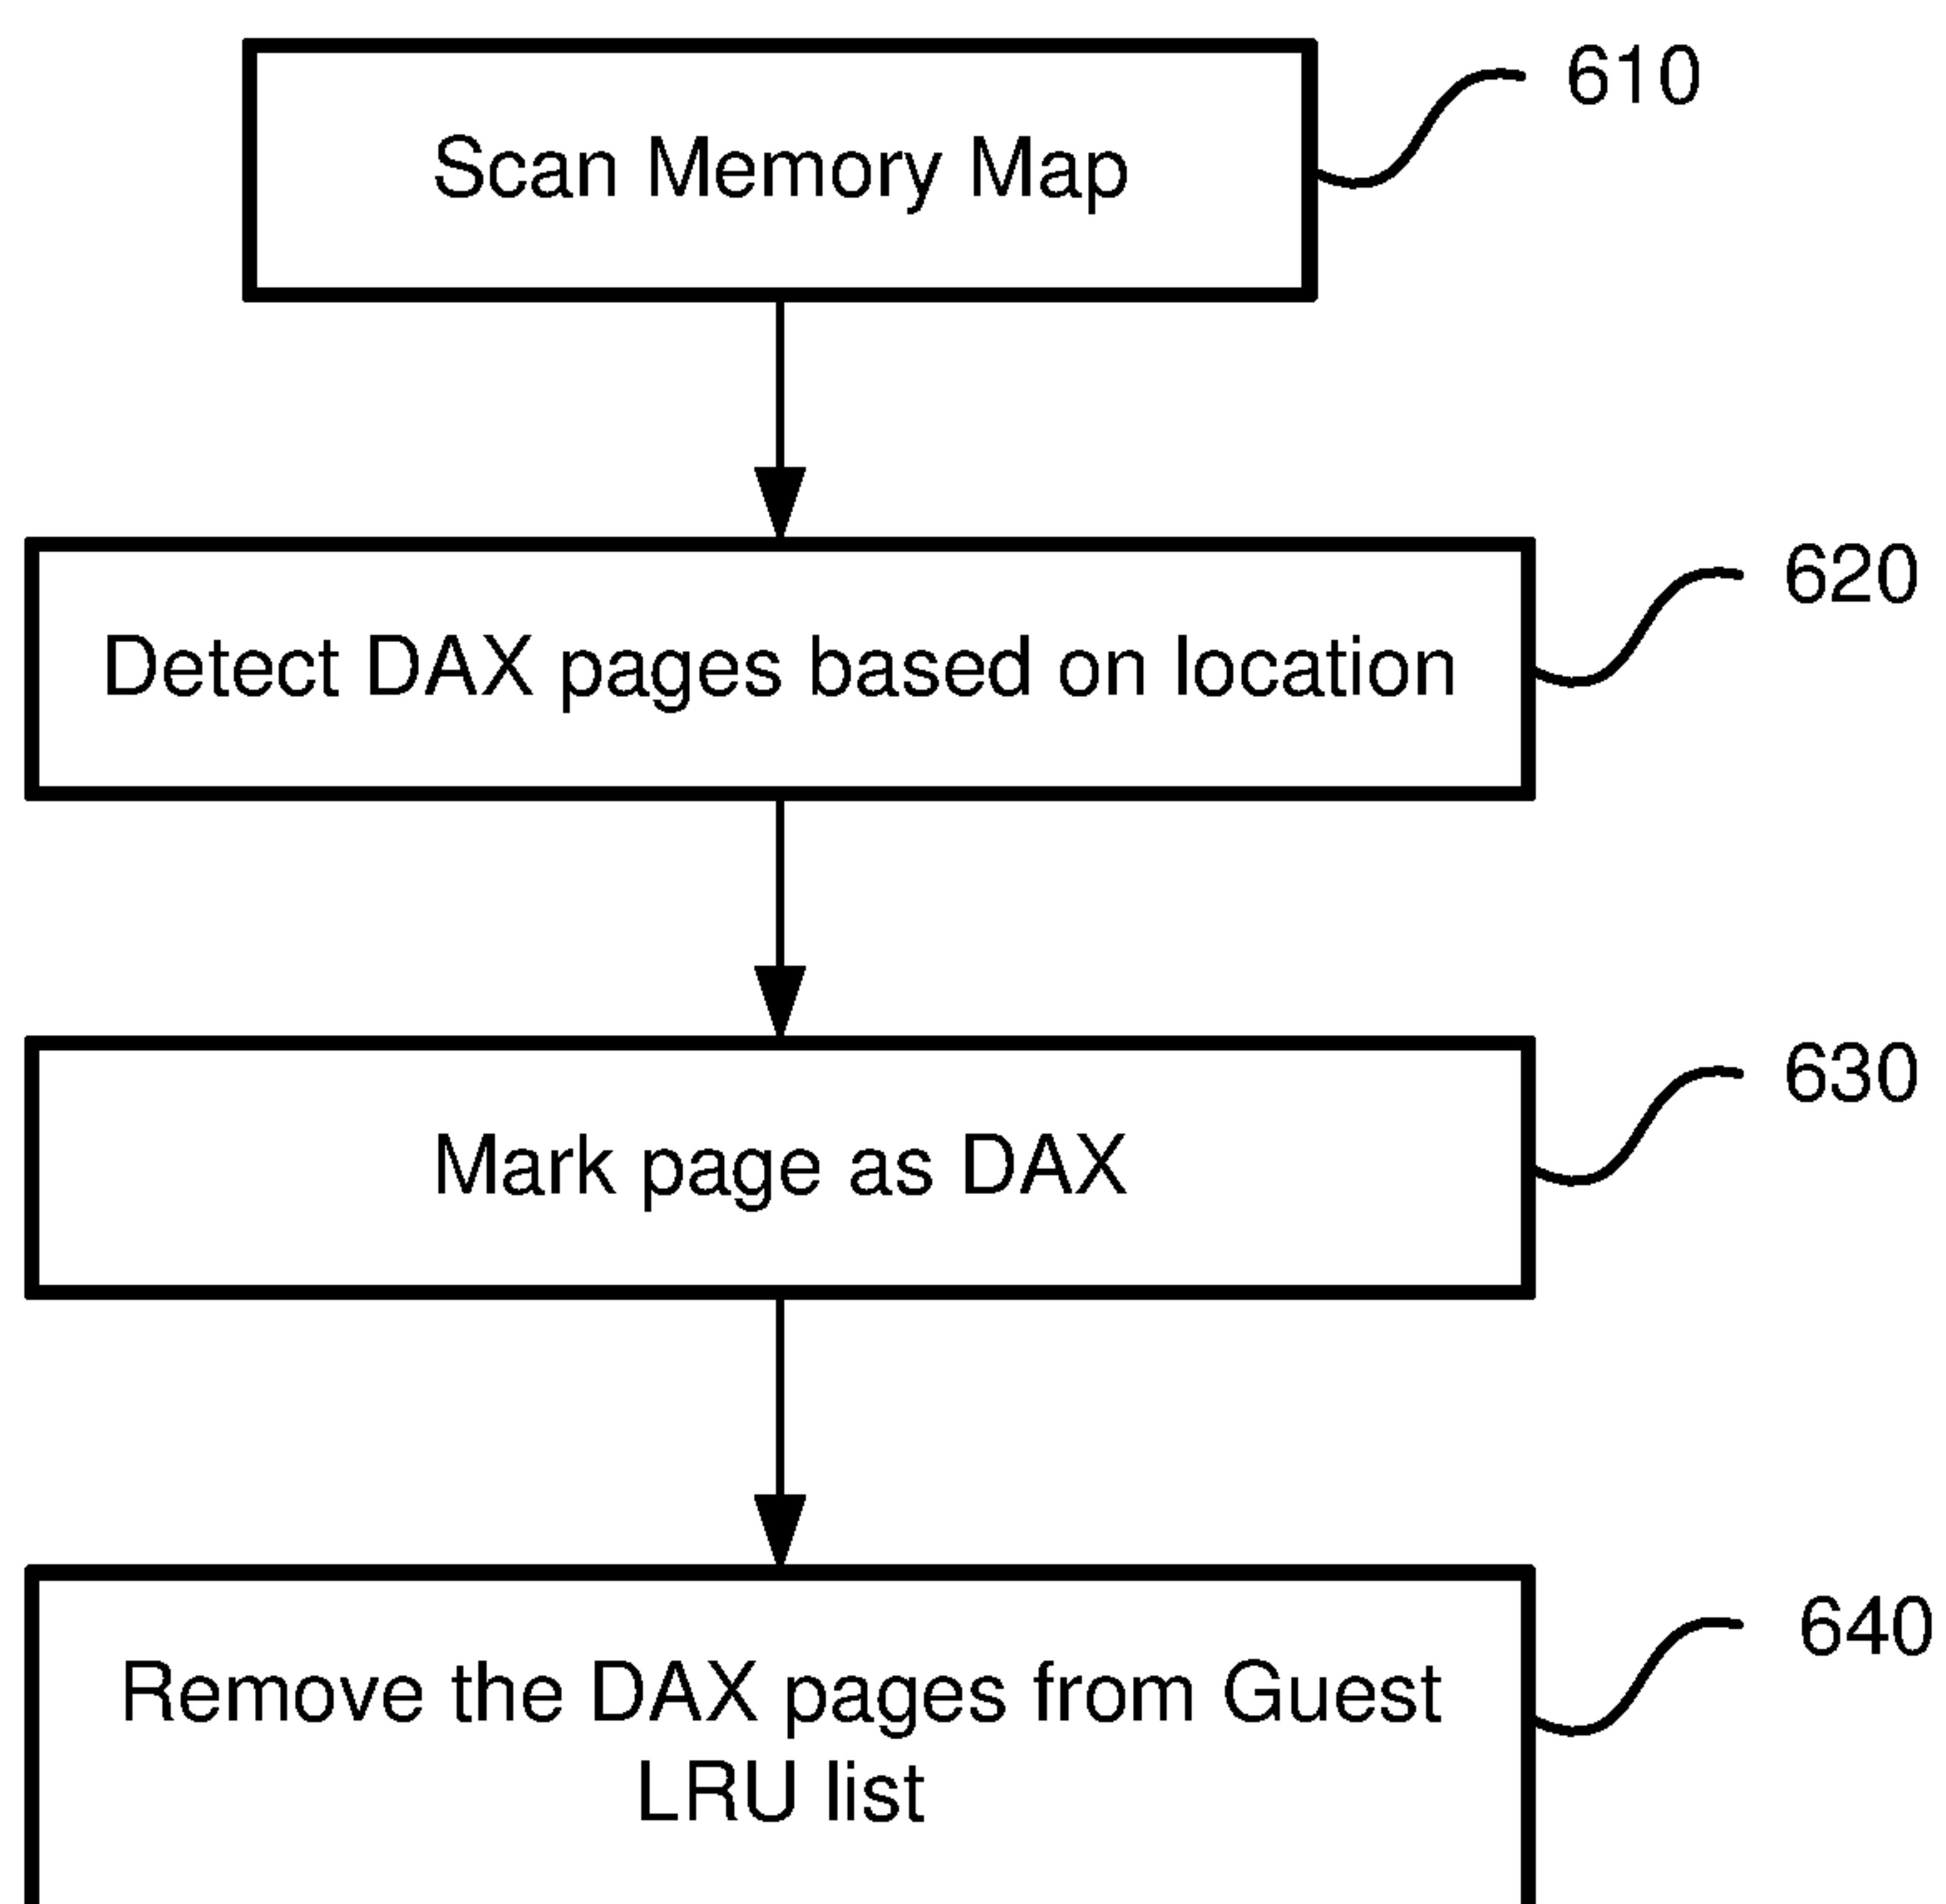 Scan Memory Map
610
Detect DAX pages based on location
620
Mark page as DAX
630
Remove the DAX pages from Guest
LRU list
640